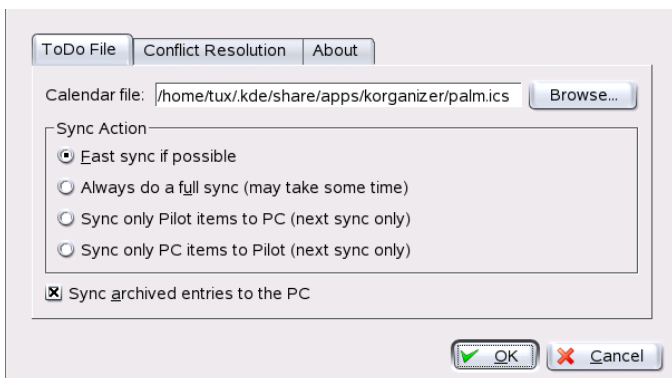 ToDo File Conflict Resolution About
Calendar file: /home/tux/.kde/share/apps/korganizer/palm.ics Browse...
Sync Action
Fast sync if possible
Always do a full sync (may take some time)
Sync only Pilot items to PC (next sync only)
Sync only PC items to Pilot (next sync only)
Sync archived entries to the PC
OK Cancel